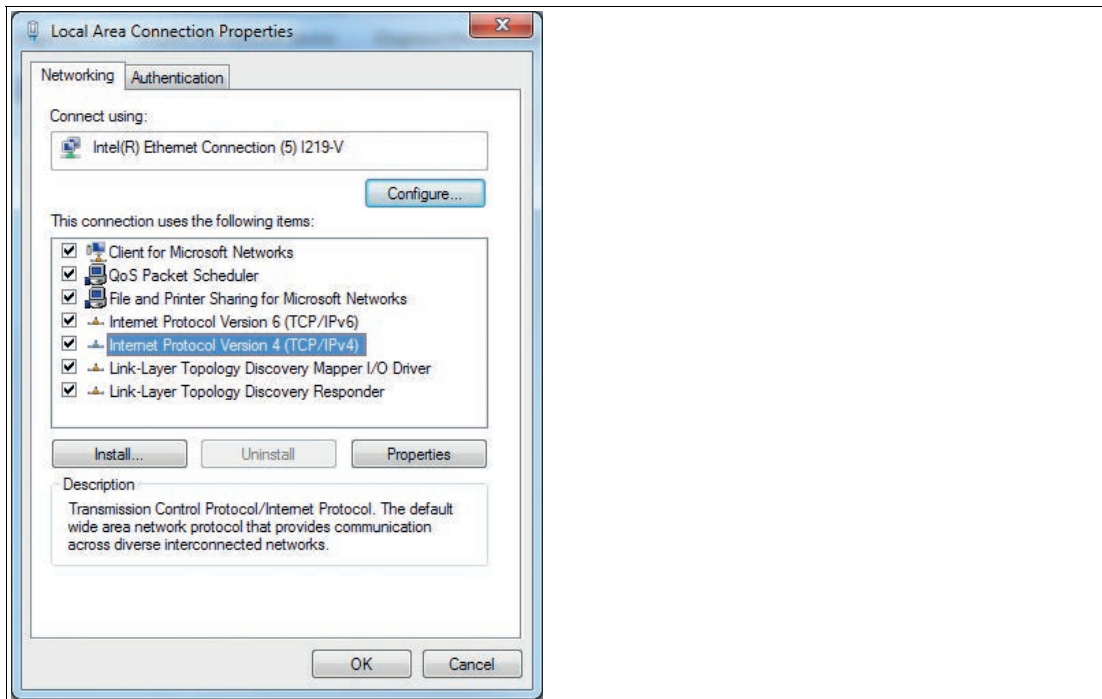 Local Area Connection Properties
Networking
Authentication
Connect using:
Intel(R) Ethernet Connection (5) I219-V
Configure...
This connection uses the following items:
Client for Microsoft Networks
QoS Packet Scheduler
File and Printer Sharing for Microsoft Networks
Internet Protocol Version 6 (TCP/IPv6)
Internet Protocol Version 4 (TCP/IPv4)
Link-Layer Topology Discovery Mapper I/O Driver
Link-Layer Topology Discovery Responder
Install...
Uninstall
Properties
Description
Transmission Control Protocol/Internet Protocol. The default
wide area network protocol that provides communication
across diverse interconnected networks.
OK
Cancel